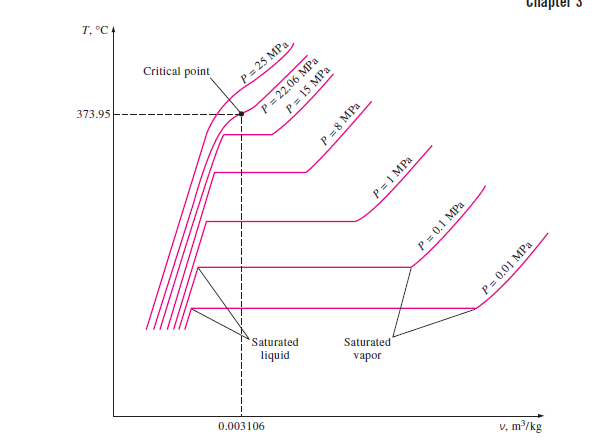 Chapter 3
T, °C
P = 25 MPa
Critical point
P = 22.06 MPa
P = 15 MPa
373.95
P = 8 MPa
P = 1 MPa
P = 0.1 MPa
P = 0.01 MPa
Saturated
liquid
Saturated
vapor
0.003106
v, m³/kg